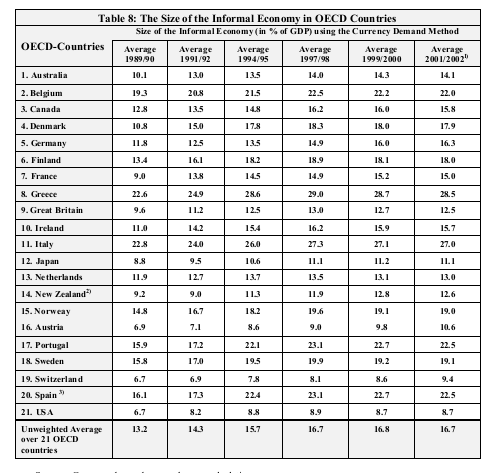 Table 8: The Size of the Informal Economy in OECD Countries
OECD-Countries
Size of the Informal Economy (in % of GDP) using the Currency Demand Method
Average 1989/90 Average 1991/92 Average 1994/95 Average 1997/98 Average 1999/2000 Average 2001/2002¹⁾
1. Australia 10.1 13.0 13.5 14.0 14.3 14.1
2. Belgium 19.3 20.8 21.5 22.5 22.2 22.0
3. Canada 12.8 13.5 14.8 16.2 16.0 15.8
4. Denmark 10.8 15.0 17.8 18.3 18.0 17.9
5. Germany 11.8 12.5 13.5 14.9 16.0 16.3
6. Finland 13.4 16.1 18.2 18.9 18.1 18.0
7. France 9.0 13.8 14.5 14.9 15.2 15.0
8. Greece 22.6 24.9 28.6 29.0 28.7 28.5
9. Great Britain 9.6 11.2 12.5 13.0 12.7 12.5
10. Ireland 11.0 14.2 15.4 16.2 15.9 15.7
11. Italy 22.8 24.0 26.0 27.3 27.1 27.0
12. Japan 8.8 9.5 10.6 11.1 11.2 11.1
13. Netherlands 11.9 12.7 13.7 13.5 13.1 13.0
14. New Zealand²⁾ 9.2 9.0 11.3 11.9 12.8 12.6
15. Norweay 14.8 16.7 18.2 19.6 19.1 19.0
16. Austria 6.9 7.1 8.6 9.0 9.8 10.6
17. Portugal 15.9 17.2 22.1 23.1 22.7 22.5
18. Sweden 15.8 17.0 19.5 19.9 19.2 19.1
19. Switzerland 6.7 6.9 7.8 8.1 8.6 9.4
20. Spain ³⁾ 16.1 17.3 22.4 23.1 22.7 22.5
21. USA 6.7 8.2 8.8 8.9 8.7 8.7
Unweighted Average over 21 OECD countries 13.2 14.3 15.7 16.7 16.8 16.7